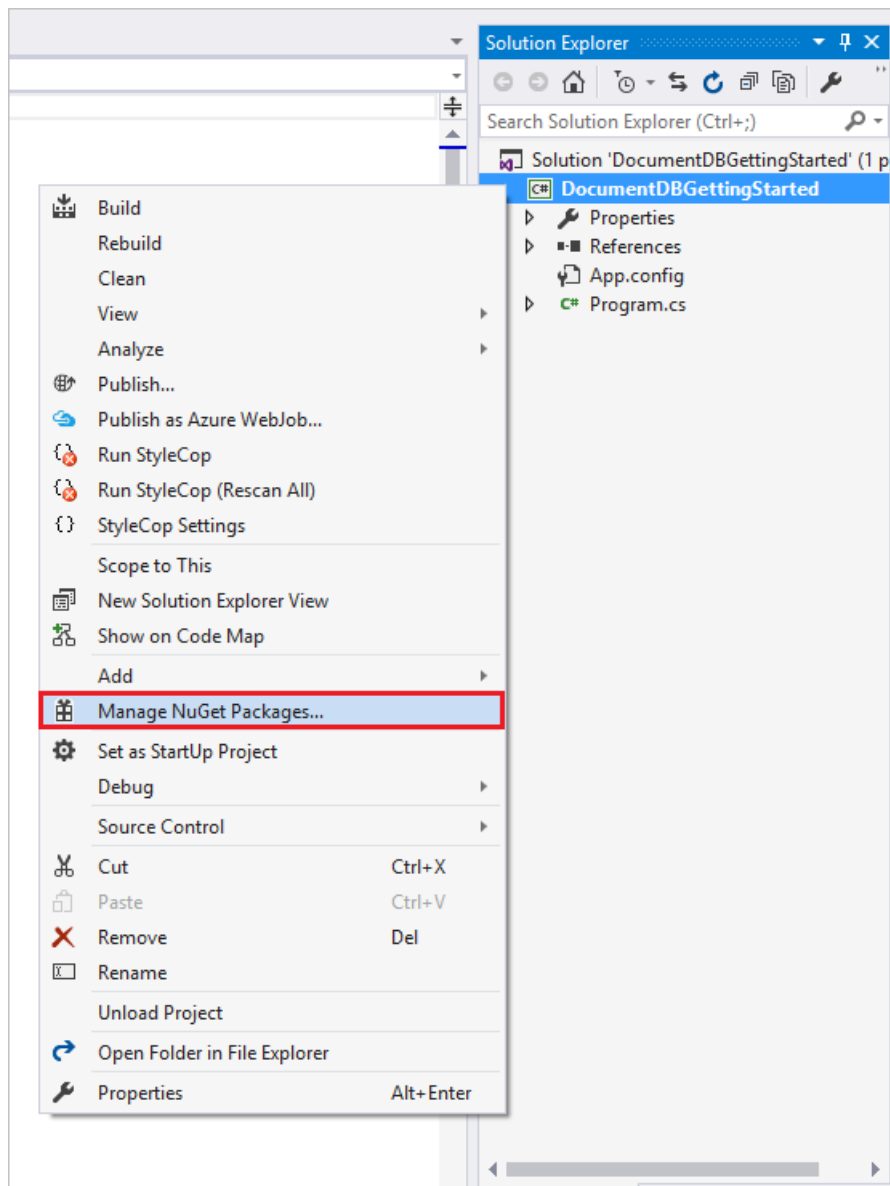 Solution Explorer
Search Solution Explorer (Ctrl+;)
Solution 'DocumentDBGettingStarted' (1 p
C# DocumentDBGettingStarted
Properties
References
App.config
C# Program.cs
Build
Rebuild
Clean
View
Analyze
Publish...
Publish as Azure WebJob...
Run StyleCop
Run StyleCop (Rescan All)
StyleCop Settings
Scope to This
New Solution Explorer View
Show on Code Map
Add
Manage NuGet Packages...
Set as StartUp Project
Debug
Source Control
Cut Ctrl+X
Paste Ctrl+V
Remove Del
Rename
Unload Project
Open Folder in File Explorer
Properties Alt+Enter